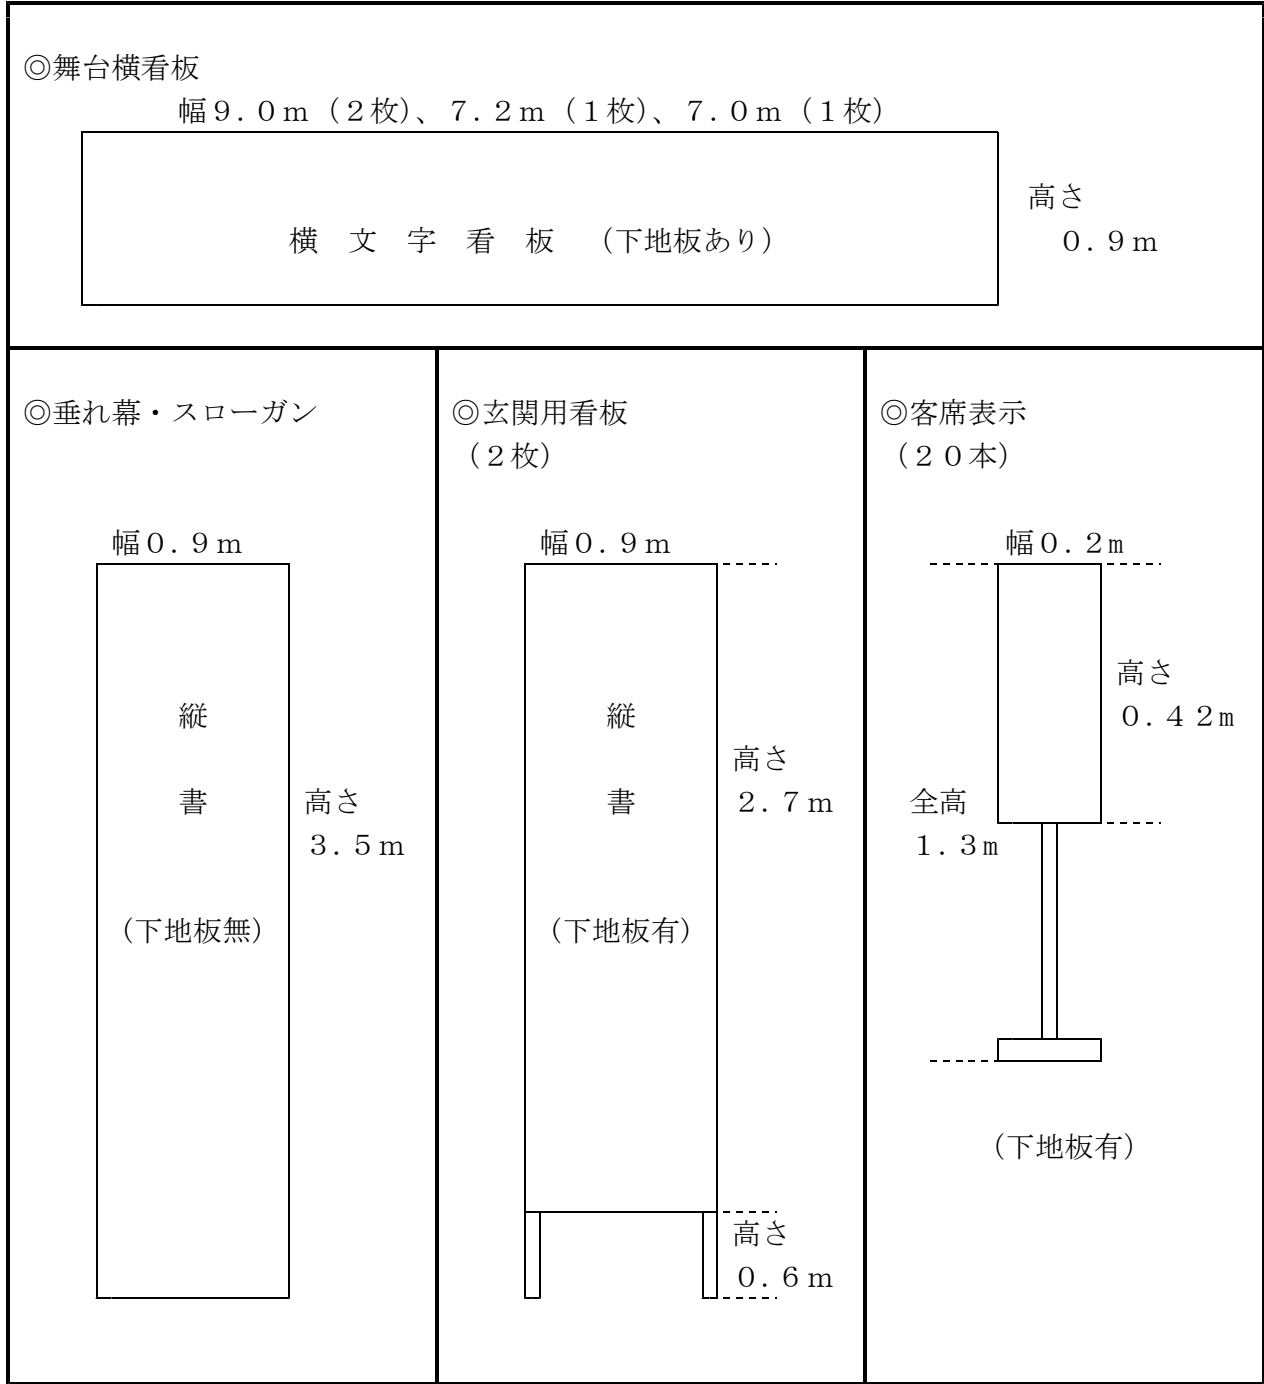 ◎舞台横看板
幅9.0m（2枚）、7.2m（1枚）、7.0m（1枚）
高さ
0.9m
横 文 字 看 板 （下地板あり）
◎垂れ幕・スローガン
幅0.9m
縦
書
高さ
3.5m
（下地板無）
◎玄関用看板
（2枚）
幅0.9m
縦
書
高さ
2.7m
（下地板有）
高さ
0.6m
◎客席表示
（20本）
幅0.2m
高さ
0.42m
全高
1.3m
（下地板有）